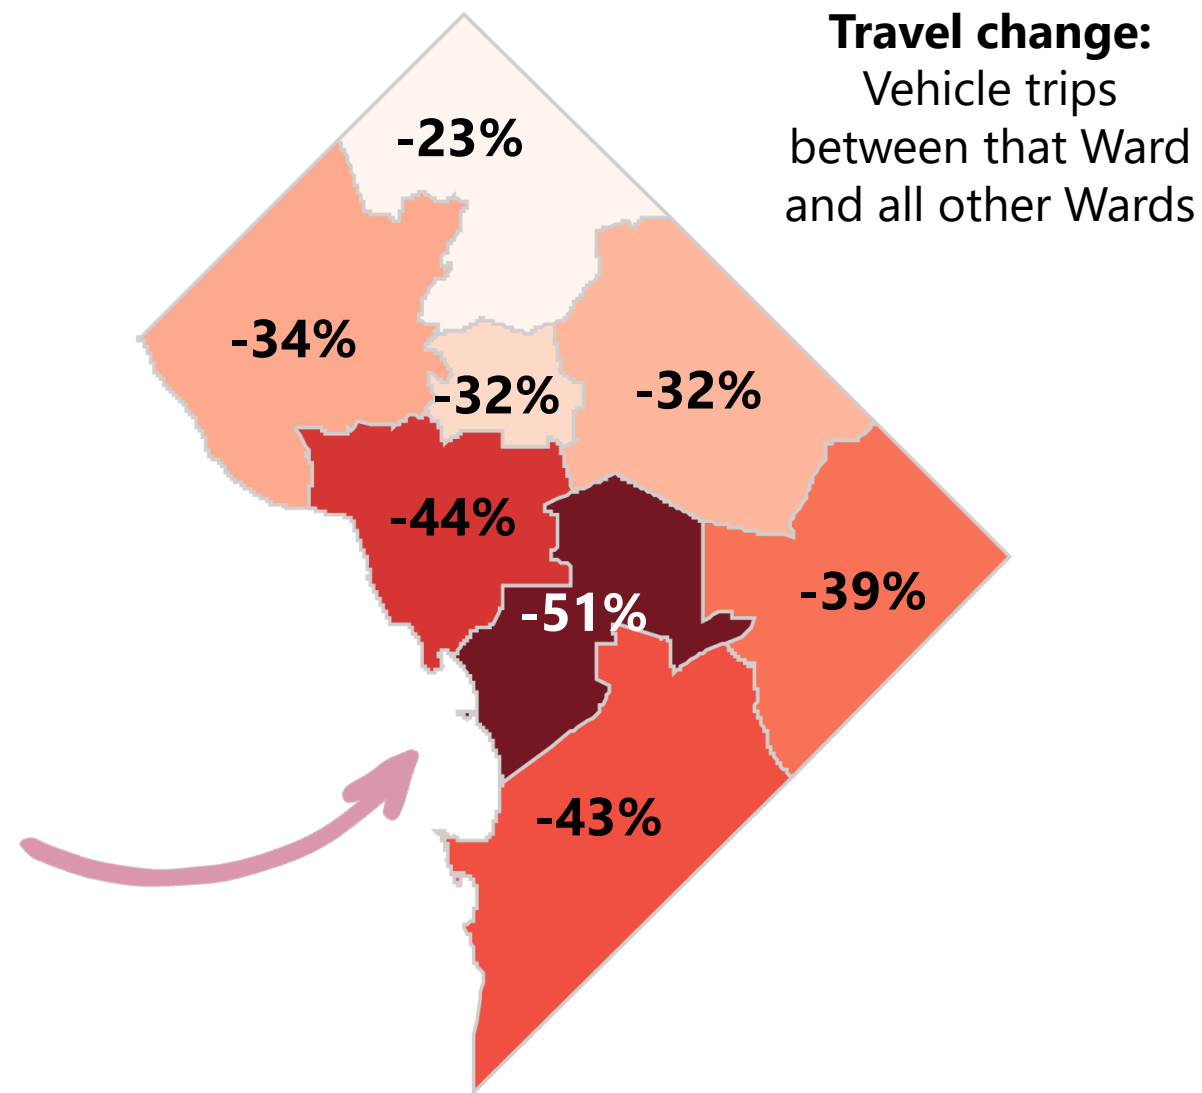 Travel change:
Vehicle trips
between that Ward
and all other Wards
-23%
-34%
-32%
-32%
-44%
-39%
-51%
-43%